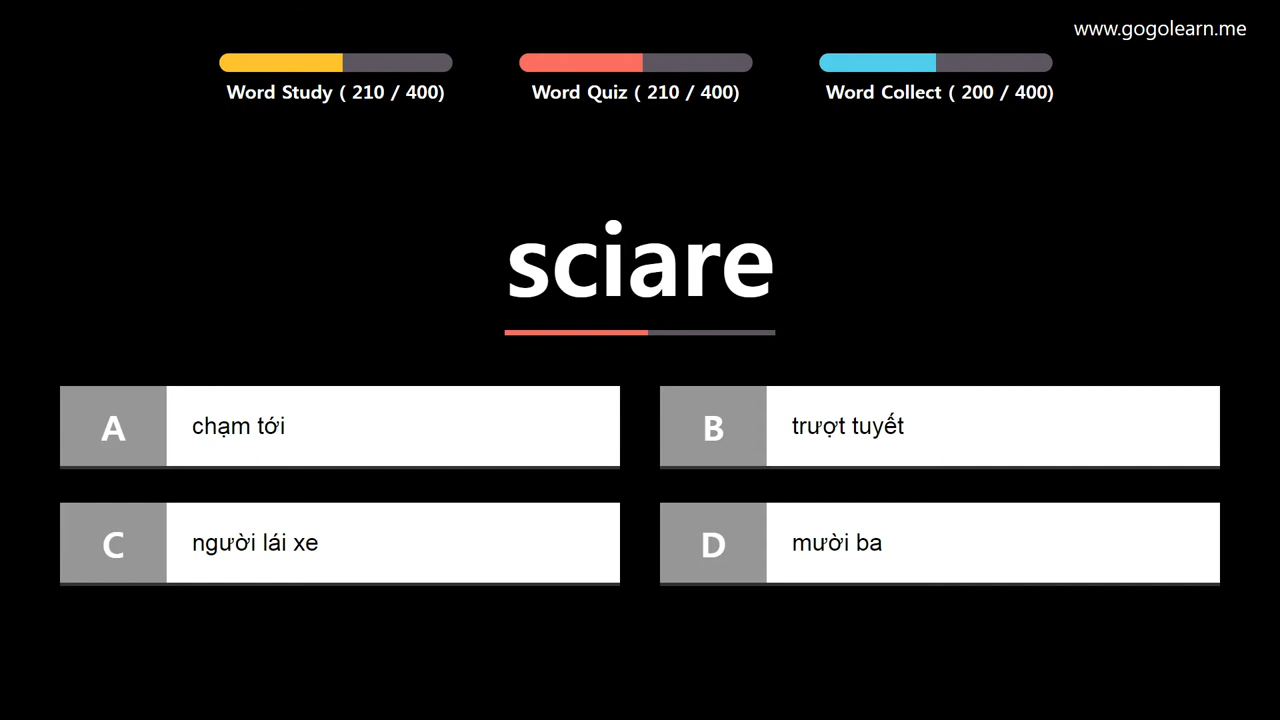 www.gogolearn.me
Word Study ( 210 / 400)
Word Quiz ( 210 / 400)
Word Collect ( 200 / 400)
sciare
A chạm tới
B trượt tuyết
C người lái xe
D mười ba